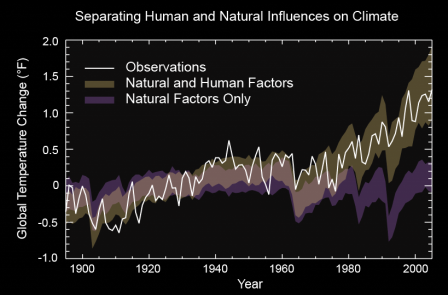 Separating Human and Natural Influences on Climate
2.0
1.5
1.0
0.5
0
-0.5
-1.0
Global Temperature Change (°F)
Observations
Natural and Human Factors
Natural Factors Only
1900 1920 1940 1960 1980 2000
Year